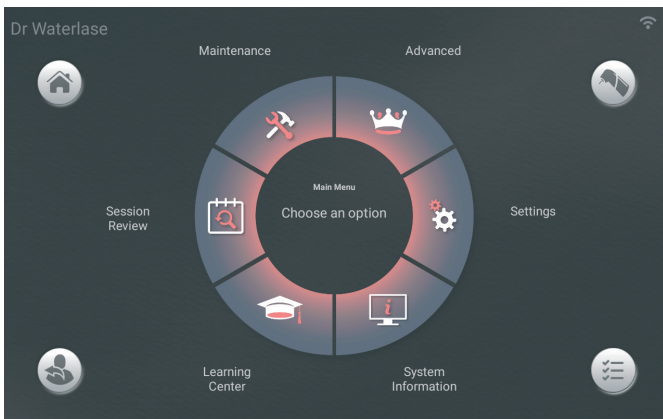 Dr Waterlase
Maintenance
Advanced
Main Menu
Choose an option
Session
Review
Settings
Learning
Center
System
Information